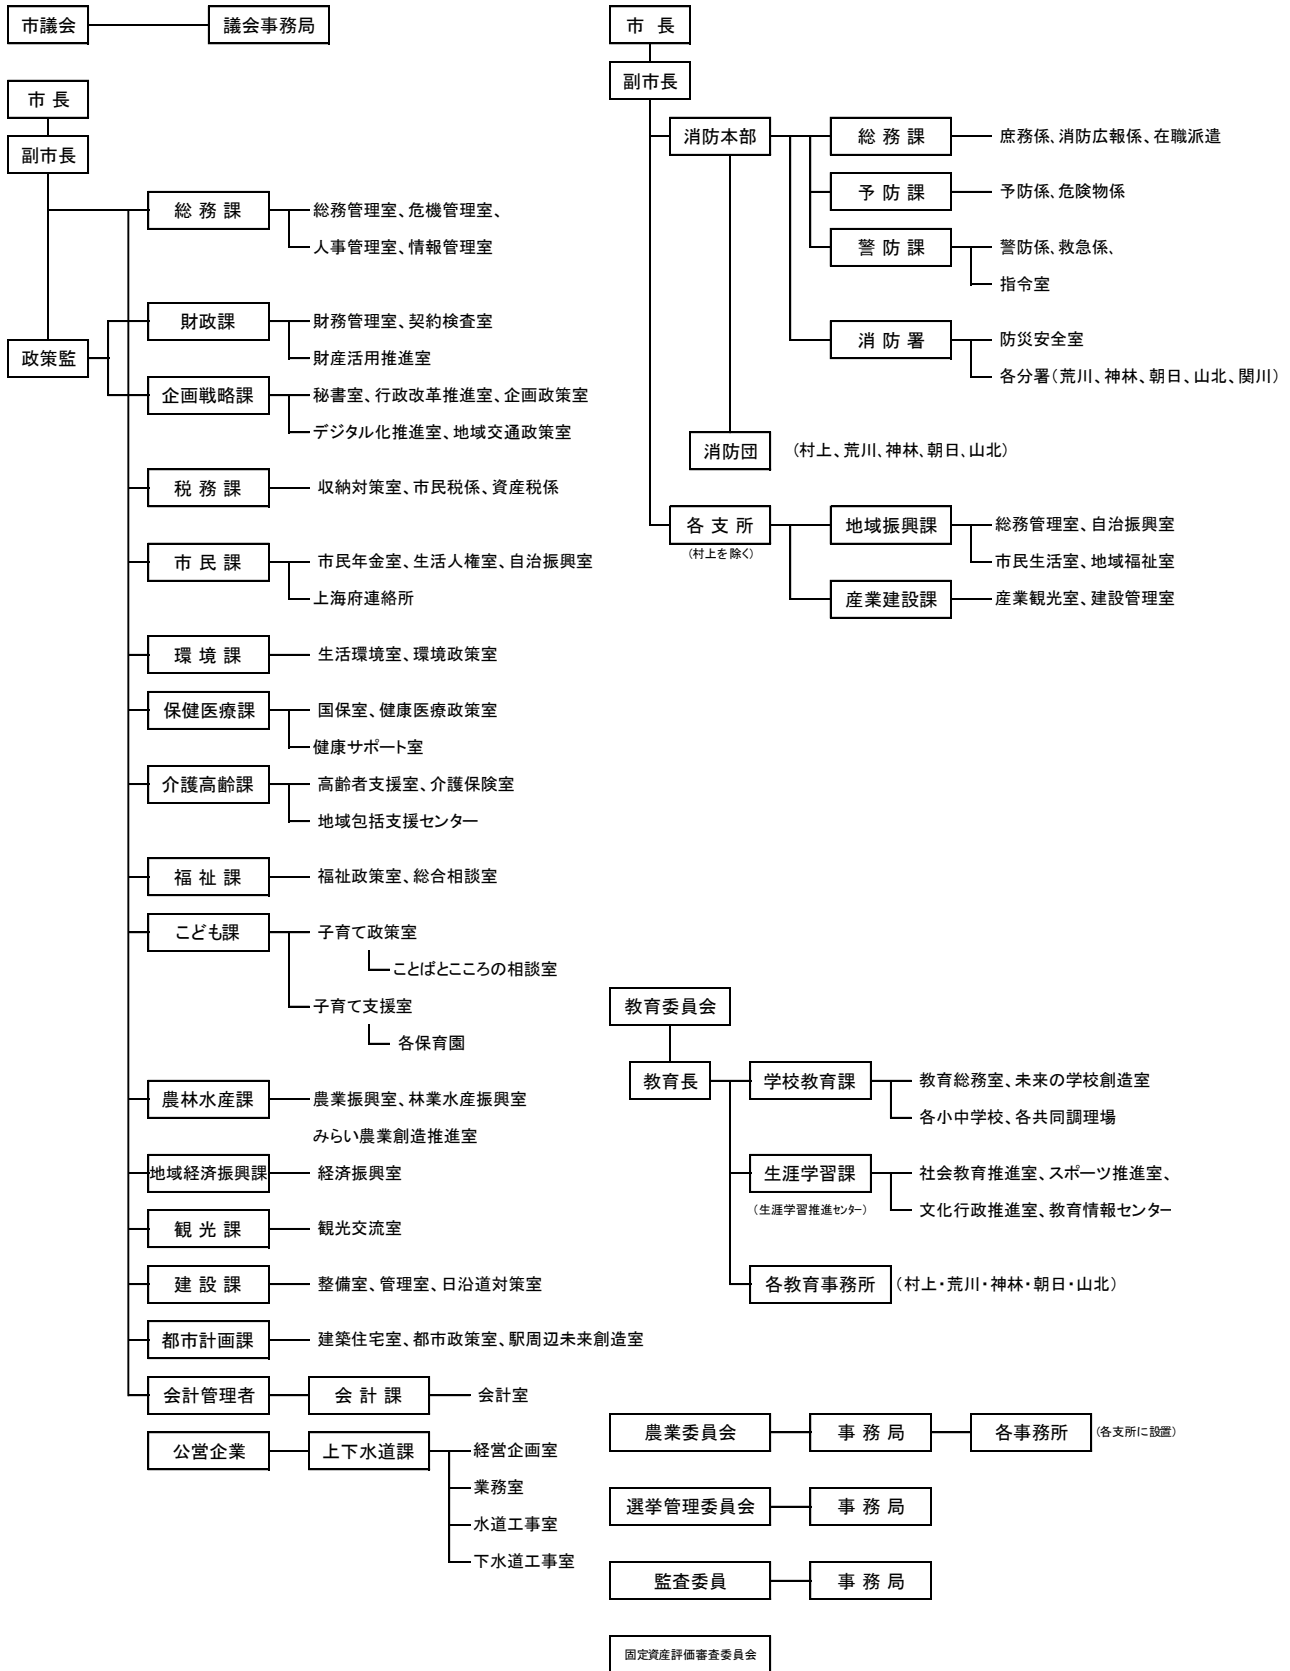 市議会 議会事務局
市 長
副市長
総 務 課 総務管理室、危機管理室、
人事管理室、情報管理室
財政課 財務管理室、契約検査室
政策監 財産活用推進室
企画戦略課 秘書室、行政改革推進室、企画政策室
デジタル化推進室、地域交通政策室
税 務 課 収納対策室、市民税係、資産税係
市 民 課 市民年金室、生活人権室、自治振興室
上海府連絡所
環 境 課 生活環境室、環境政策室
保健医療課 国保室、健康医療政策室
健康サポート室
介護高齢課 高齢者支援室、介護保険室
地域包括支援センター
福 祉 課 福祉政策室、総合相談室
こども課 子育て政策室
ことばとこころの相談室
子育て支援室
各保育園
農林水産課 農業振興室、林業水産振興室
みらい農業創造推進室
地域経済振興課 経済振興室
観 光 課 観光交流室
建 設 課 整備室、管理室、日沿道対策室
都市計画課 建築住宅室、都市政策室、駅周辺未来創造室
会計管理者 会 計 課 会計室
公営企業 上下水道課 経営企画室
業務室
水道工事室
下水道工事室
市 長
副市長
消防本部 総 務 課 庶務係、消防広報係、在職派遣
予 防 課 予防係、危険物係
警 防 課 警防係、救急係、
指令室
消 防 署 防災安全室
各分署(荒川、神林、朝日、山北、関川)
消防団 (村上、荒川、神林、朝日、山北)
各 支 所 地域振興課 総務管理室、自治振興室
(村上を除く) 市民生活室、地域福祉室
産業建設課 産業観光室、建設管理室
教育委員会
教育長 学校教育課 教育総務室、未来の学校創造室
各小中学校、各共同調理場
生涯学習課 社会教育推進室、スポーツ推進室、
(生涯学習推進センター) 文化行政推進室、教育情報センター
各教育事務所 (村上・荒川・神林・朝日・山北)
農業委員会 事 務 局 各事務所 (各支所に設置)
選挙管理委員会 事 務 局
監査委員 事 務 局
固定資産評価審査委員会